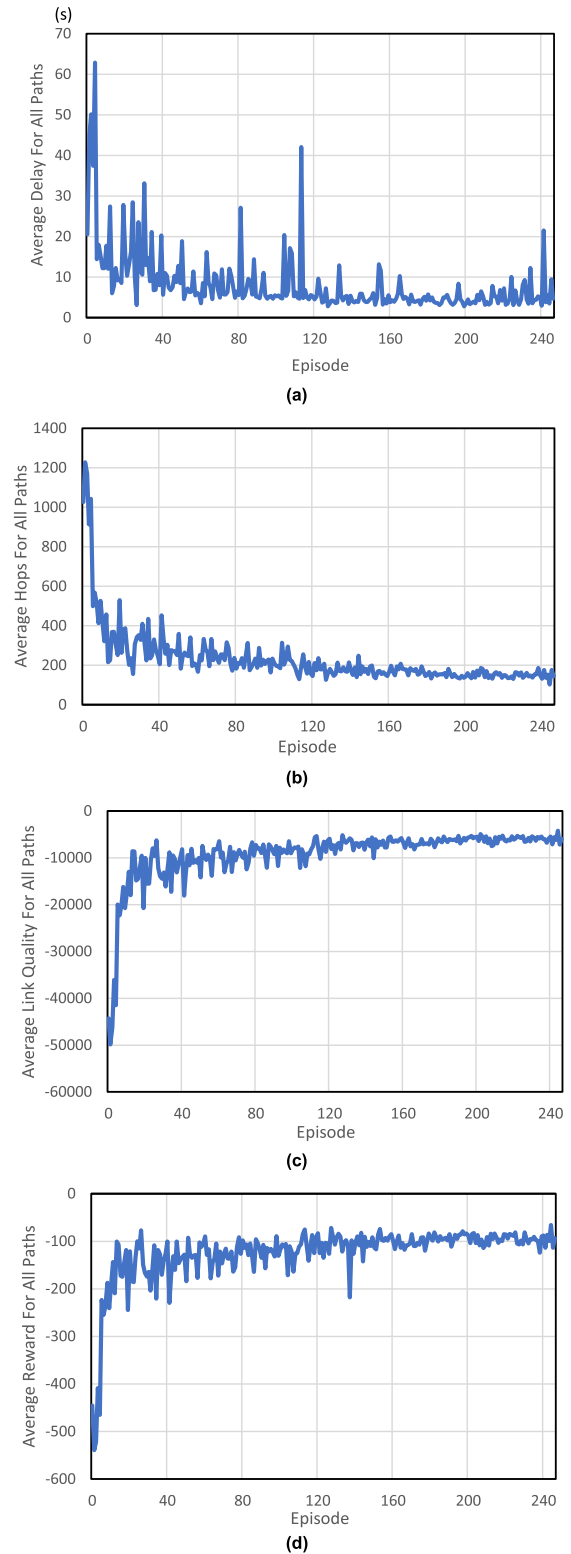 (s)
70
60
50
40
30
20
10
0
Average Delay For All Paths
0 40 80 120 160 200 240
Episode
(a)
1400
1200
1000
800
600
400
200
0
Average Hops For All Paths
0 40 80 120 160 200 240
Episode
(b)
0
-10000
-20000
-30000
-40000
-50000
-60000
Average Link Quality For All Paths
0 40 80 120 160 200 240
Episode
(c)
0
-100
-200
-300
-400
-500
-600
Average Reward For All Paths
0 40 80 120 160 200 240
Episode
(d)